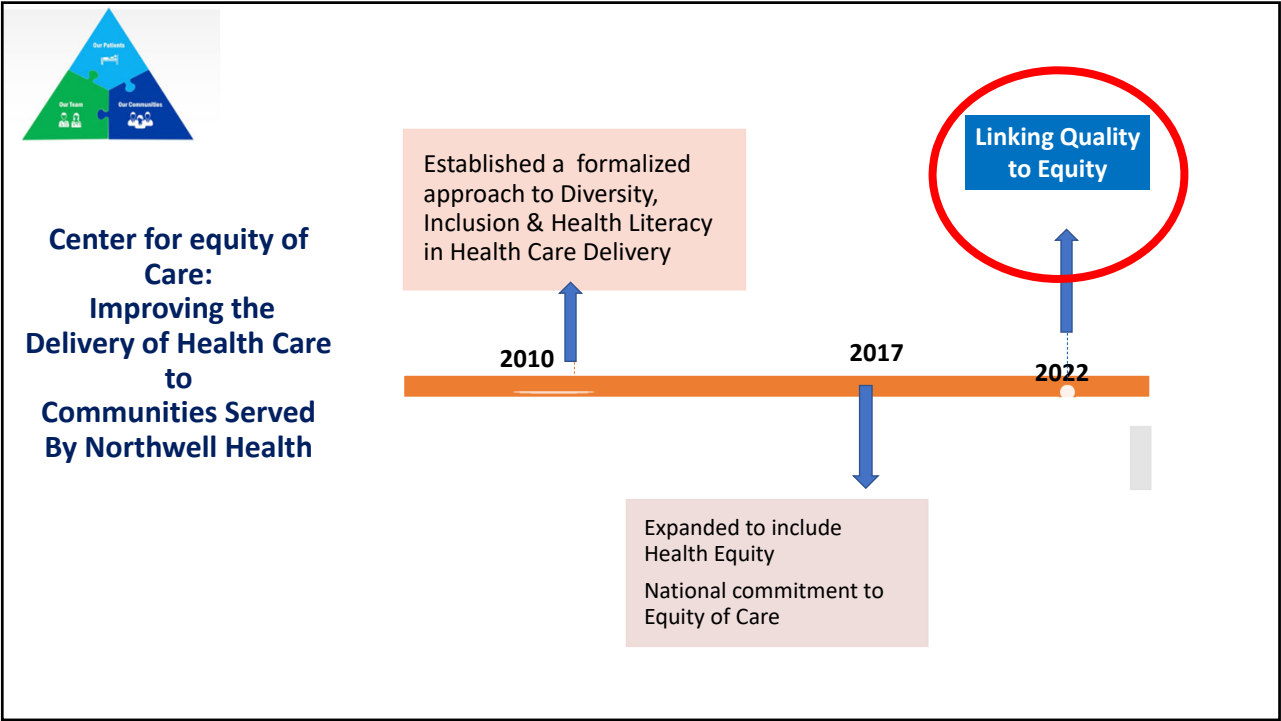 Our Patients
Our Team
Our Communities
Center for equity of
Care:
Improving the
Delivery of Health Care
to
Communities Served
By Northwell Health
Established a formalized
approach to Diversity,
Inclusion & Health Literacy
in Health Care Delivery
Linking Quality
to Equity
2010
2017
2022
Expanded to include
Health Equity
National commitment to
Equity of Care